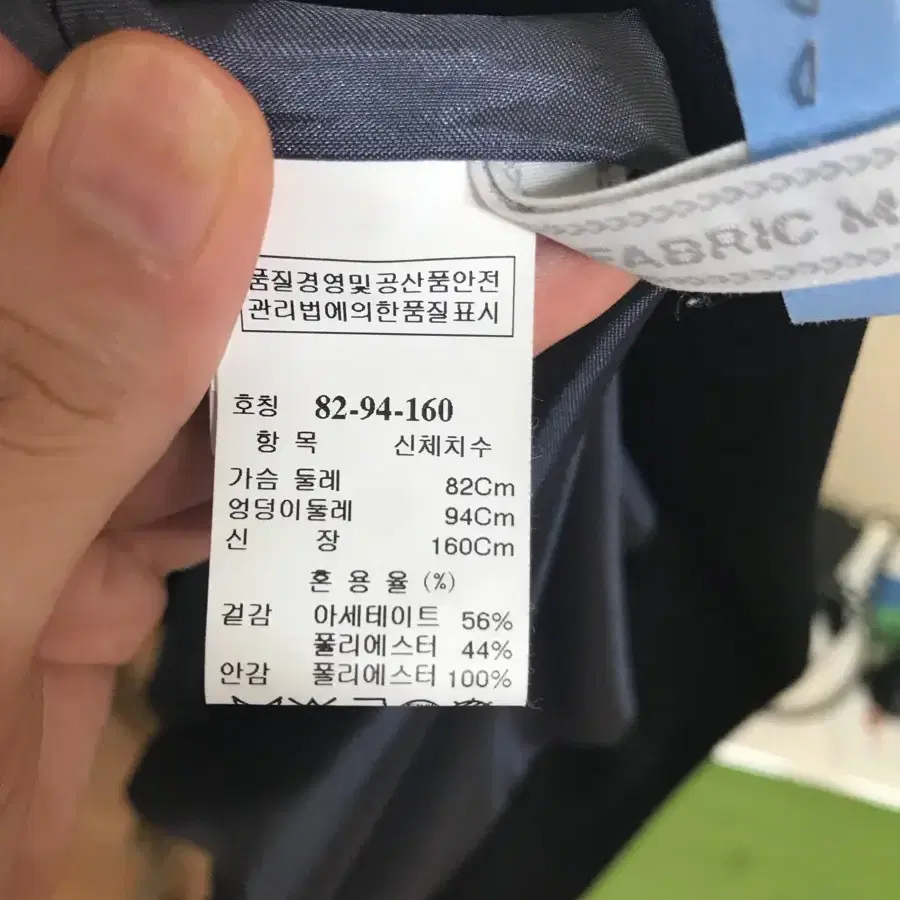 FABRIC M
품질경영및공산품안전
관리법에의한품질표시
호칭 82-94-160
항 목 신체치수
가슴 둘레 82Cm
엉덩이둘레 94Cm
신 장 160Cm
혼 용 율 (%)
겉감 아세테이트 56%
폴리에스터 44%
안감 폴리에스터 100%